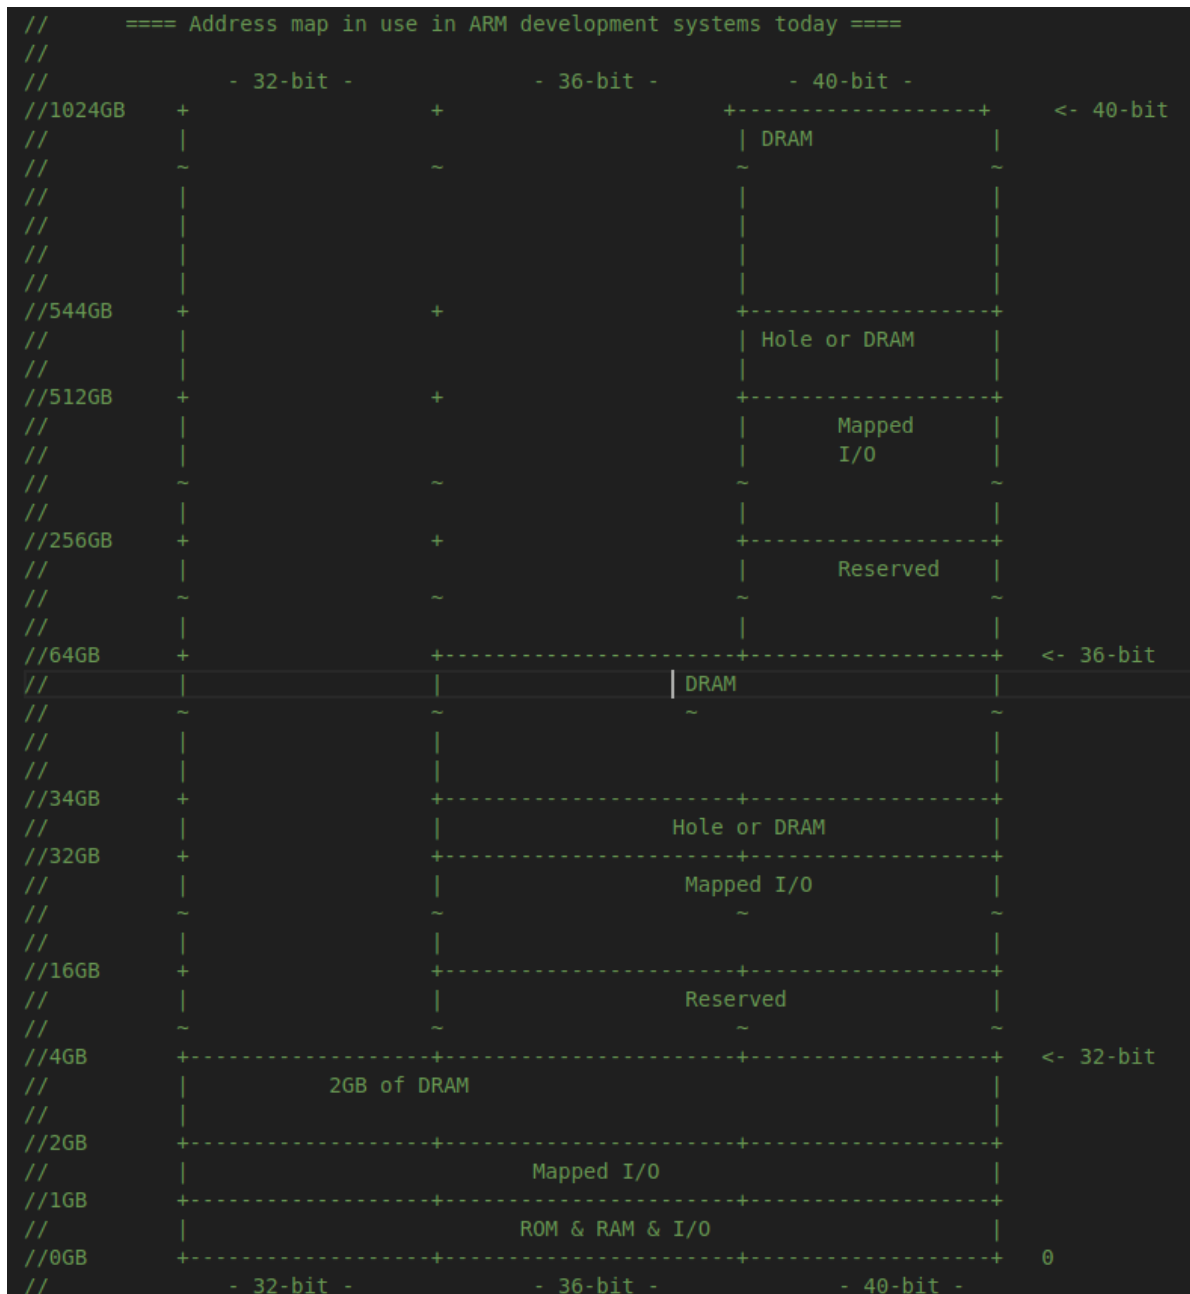 //      ==== Address map in use in ARM development systems today ====
//
//              - 32-bit -              - 36-bit -          - 40-bit -
//1024GB    +                   +                      +-------------------+     <- 40-bit
//          |                                           | DRAM              |
//          ~                   ~                       ~                   ~
//          |                                           |                   |
//          |                                           |                   |
//          |                                           |                   |
//          |                                           |                   |
//544GB     +                   +                       +-------------------+
//          |                                           | Hole or DRAM      |
//          |                                           |                   |
//512GB     +                   +                       +-------------------+
//          |                                           |       Mapped      |
//          |                                           |       I/O         |
//          ~                   ~                       ~                   ~
//          |                                           |                   |
//256GB     +                   +                       +-------------------+
//          |                                           |       Reserved    |
//          ~                   ~                       ~                   ~
//          |                                           |                   |
//64GB      +                   +-----------------------+-------------------+   <- 36-bit
//          |                   |                   DRAM                    |
//          ~                   ~                   ~                       ~
//          |                   |                                           |
//          |                   |                                           |
//34GB      +                   +-----------------------+-------------------+
//          |                   |                  Hole or DRAM             |
//32GB      +                   +-----------------------+-------------------+
//          |                   |                   Mapped I/O              |
//          ~                   ~                       ~                   ~
//          |                   |                                           |
//16GB      +                   +-----------------------+-------------------+
//          |                   |                   Reserved                |
//          ~                   ~                       ~                   ~
//4GB       +-------------------+-----------------------+-------------------+   <- 32-bit
//          |           2GB of DRAM                                         |
//          |                                                               |
//2GB       +-------------------+-----------------------+-------------------+
//          |                           Mapped I/O                          |
//1GB       +-------------------+-----------------------+-------------------+
//          |                          ROM & RAM & I/O                      |
//0GB       +-------------------+-----------------------+-------------------+   0
//              - 32-bit -              - 36-bit -              - 40-bit -